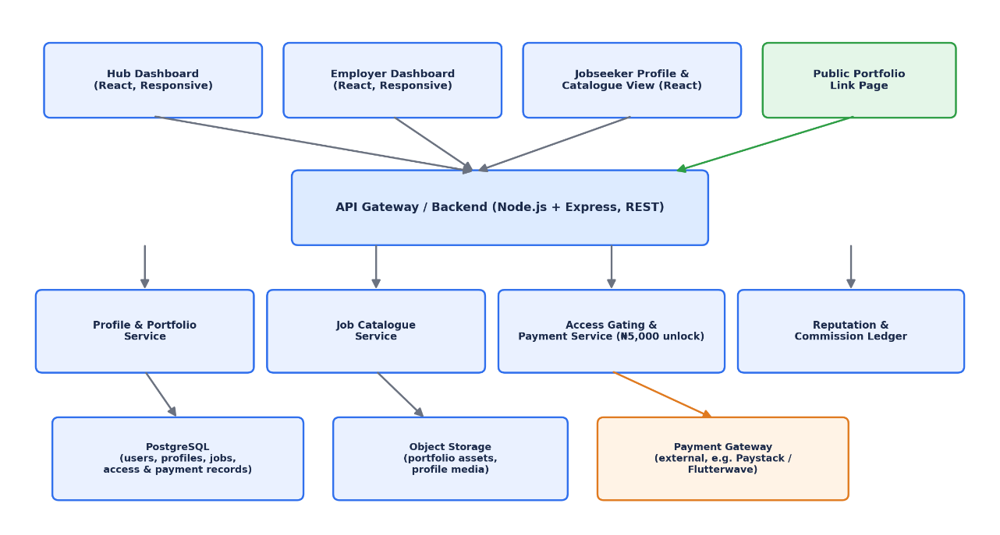 Hub Dashboard
(React, Responsive)
Employer Dashboard
(React, Responsive)
Jobseeker Profile &
Catalogue View (React)
Public Portfolio
Link Page
API Gateway / Backend (Node.js + Express, REST)
Profile & Portfolio
Service
Job Catalogue
Service
Access Gating &
Payment Service (₦5,000 unlock)
Reputation &
Commission Ledger
PostgreSQL
(users, profiles, jobs,
access & payment records)
Object Storage
(portfolio assets,
profile media)
Payment Gateway
(external, e.g. Paystack /
Flutterwave)